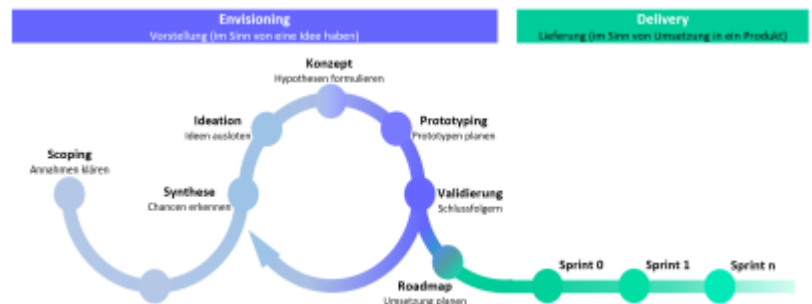 Envisioning
Vorstellung (im Sinn von eine Idee haben)
Delivery
Lieferung (im Sinn von Umsetzung in ein Produkt)
Konzept
Hypothesen formulieren
Ideation
Ideen ausloten
Prototyping
Prototypen planen
Scoping
Annahmen klären
Synthese
Chancen erkennen
Validierung
Schlussfolgern
Roadmap
Umsetzung planen
Sprint 0
Sprint 1
Sprint n